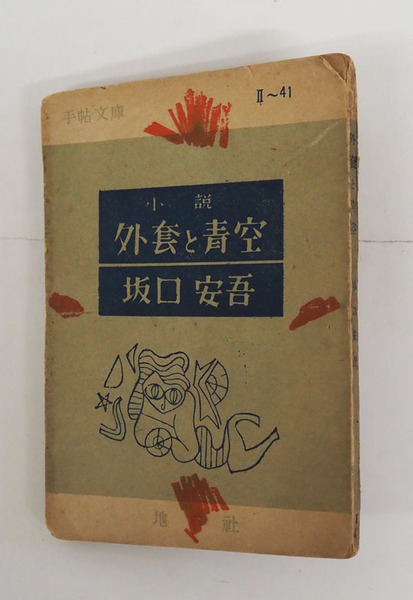 手帖文庫
II～41
小説
外套と青空
坂口 安吾
地 社